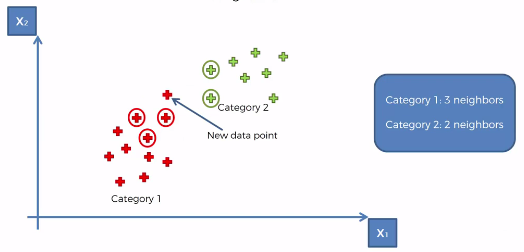 X2
Category 1: 3 neighbors
Category 2
Category 2: 2 neighbors
New data point
Category 1
X1